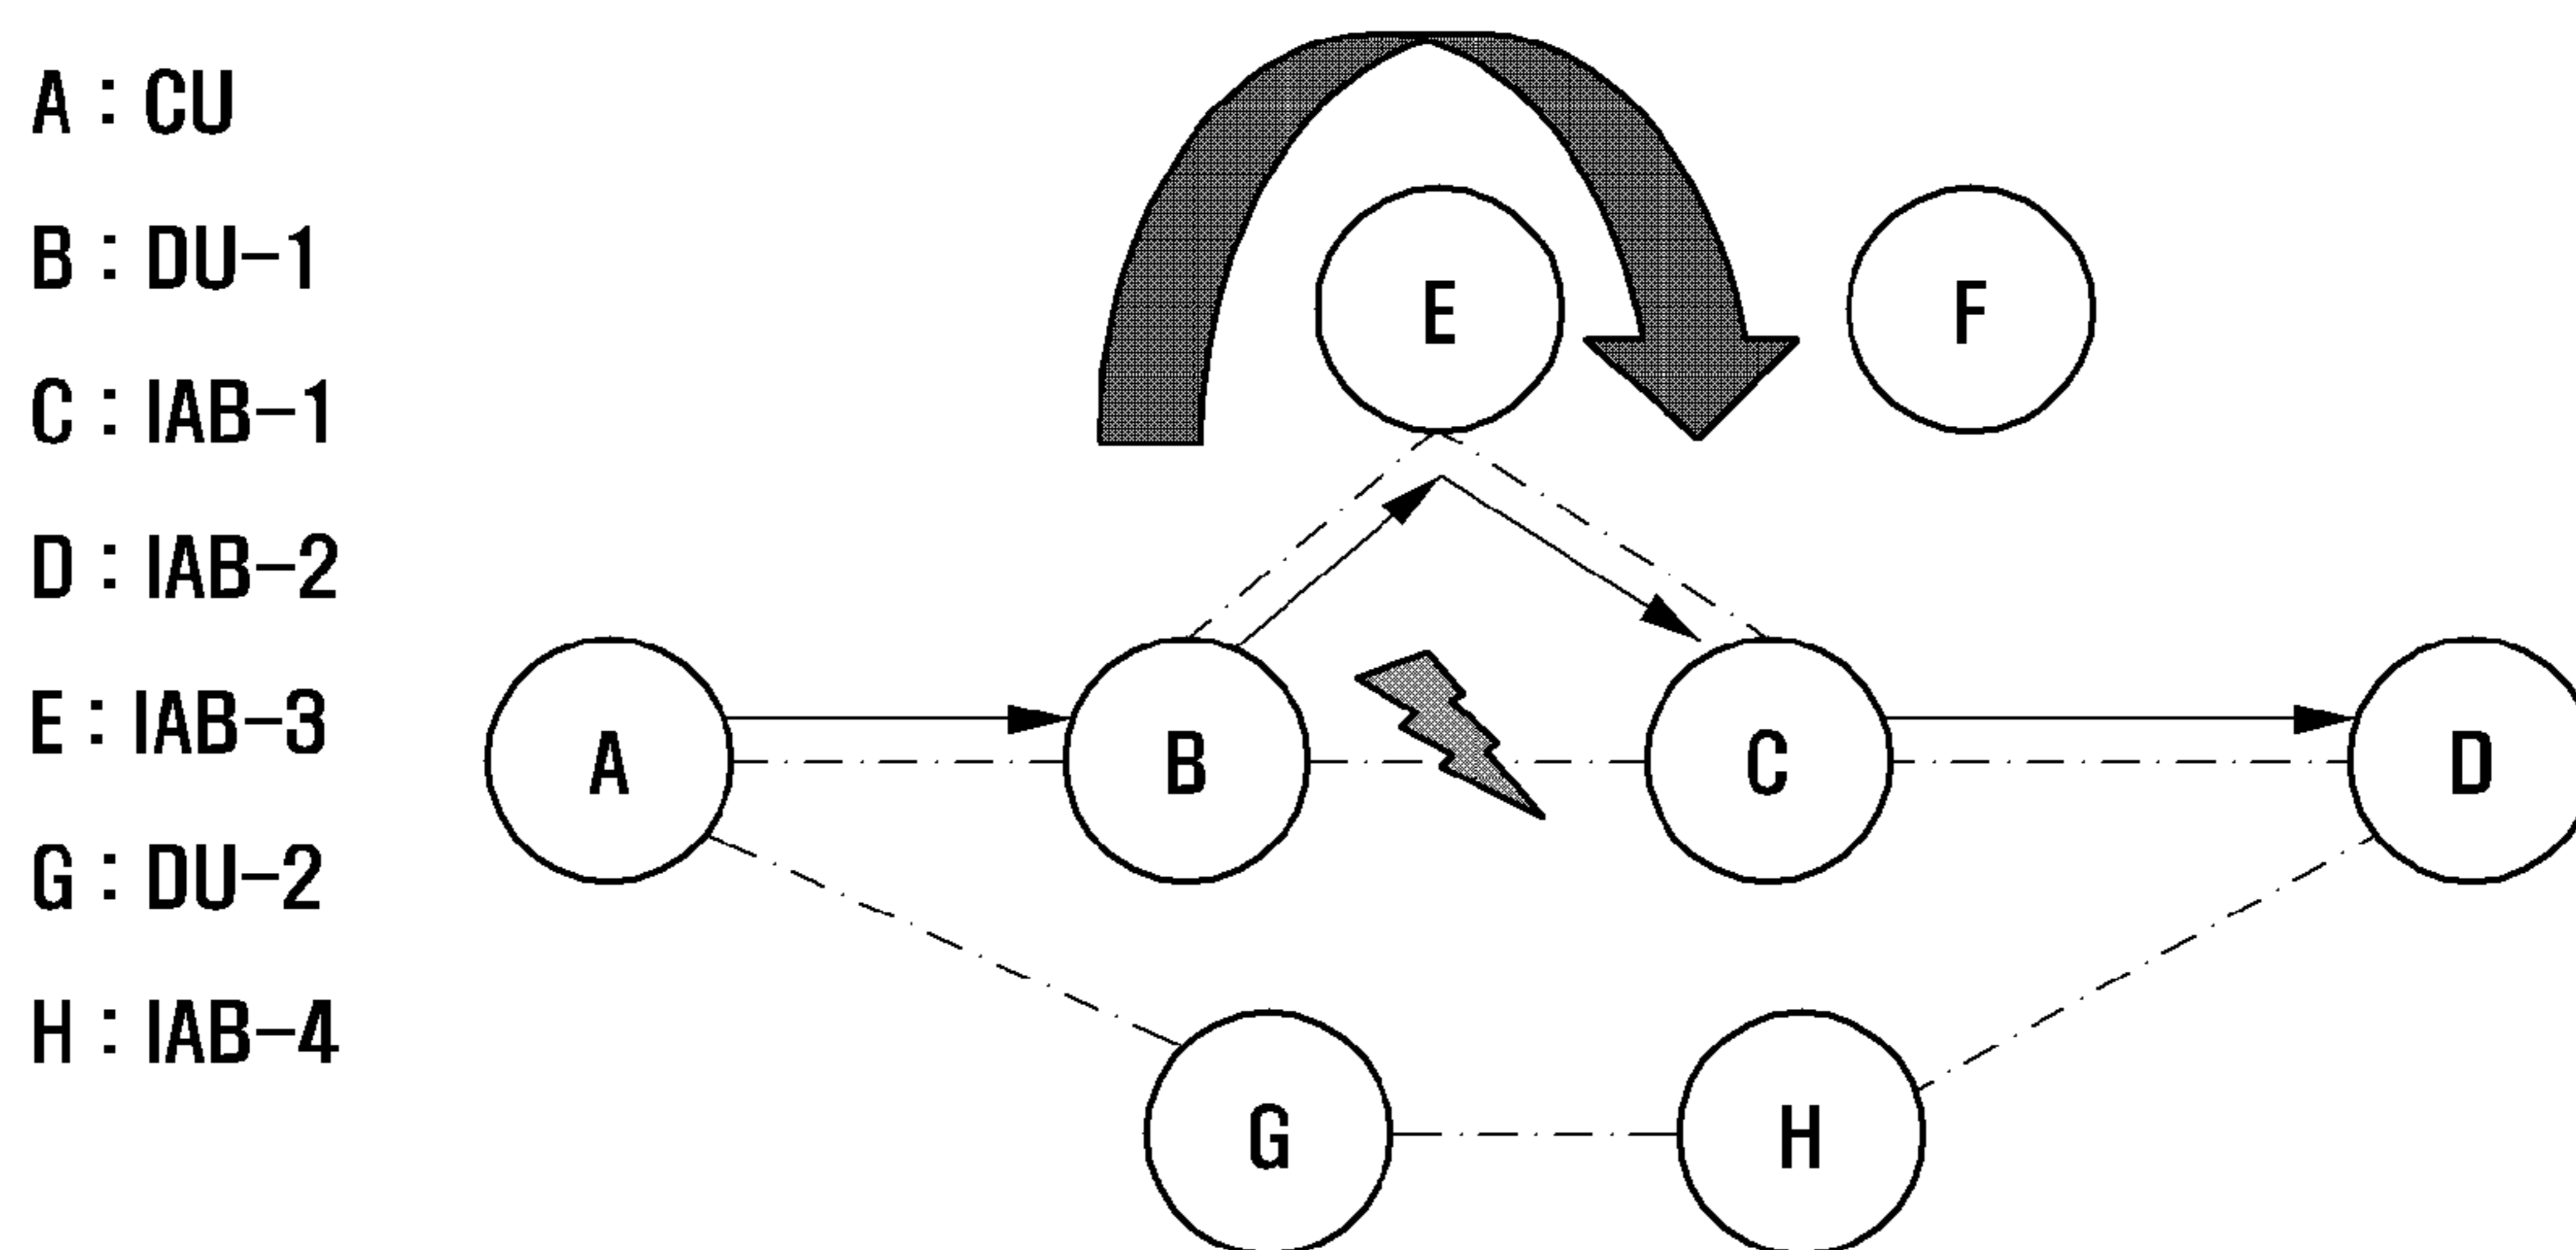 A : CU
B : DU-1
C : IAB-1
D : IAB-2
E : IAB-3
G : DU-2
H : IAB-4
E
F
A
B
C
D
G
H